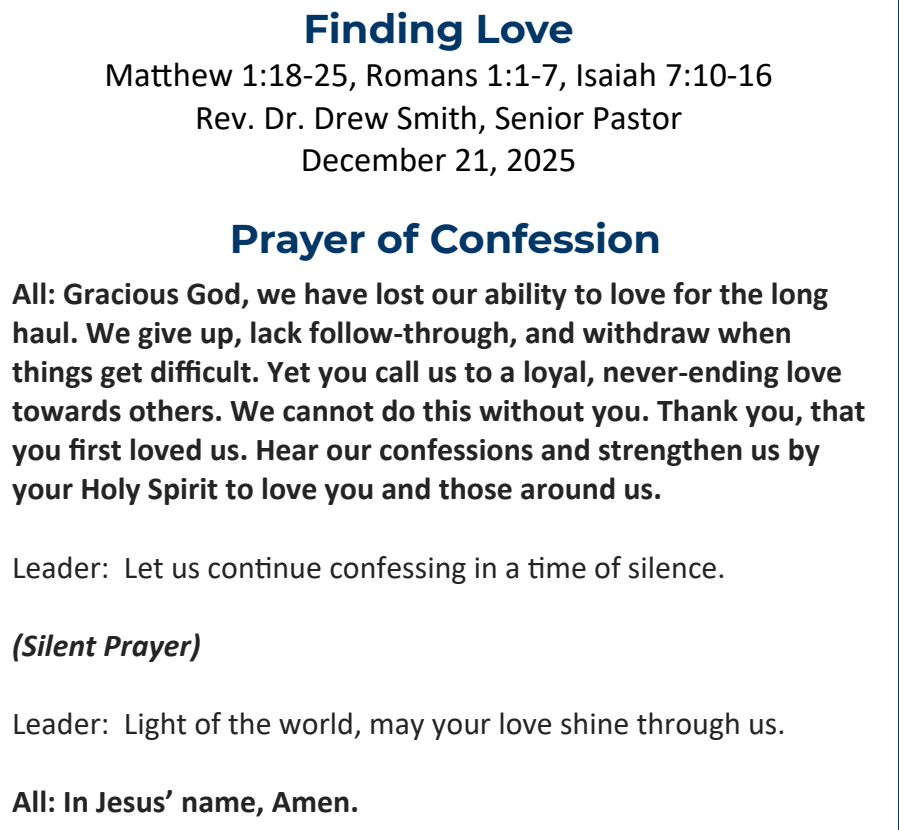 Finding Love
Matthew 1:18-25, Romans 1:1-7, Isaiah 7:10-16
Rev. Dr. Drew Smith, Senior Pastor
December 21, 2025
Prayer of Confession
All: Gracious God, we have lost our ability to love for the long
haul. We give up, lack follow-through, and withdraw when
things get difficult. Yet you call us to a loyal, never-ending love
towards others. We cannot do this without you. Thank you, that
you first loved us. Hear our confessions and strengthen us by
your Holy Spirit to love you and those around us.
Leader:  Let us continue confessing in a time of silence.
(Silent Prayer)
Leader:  Light of the world, may your love shine through us.
All: In Jesus’ name, Amen.